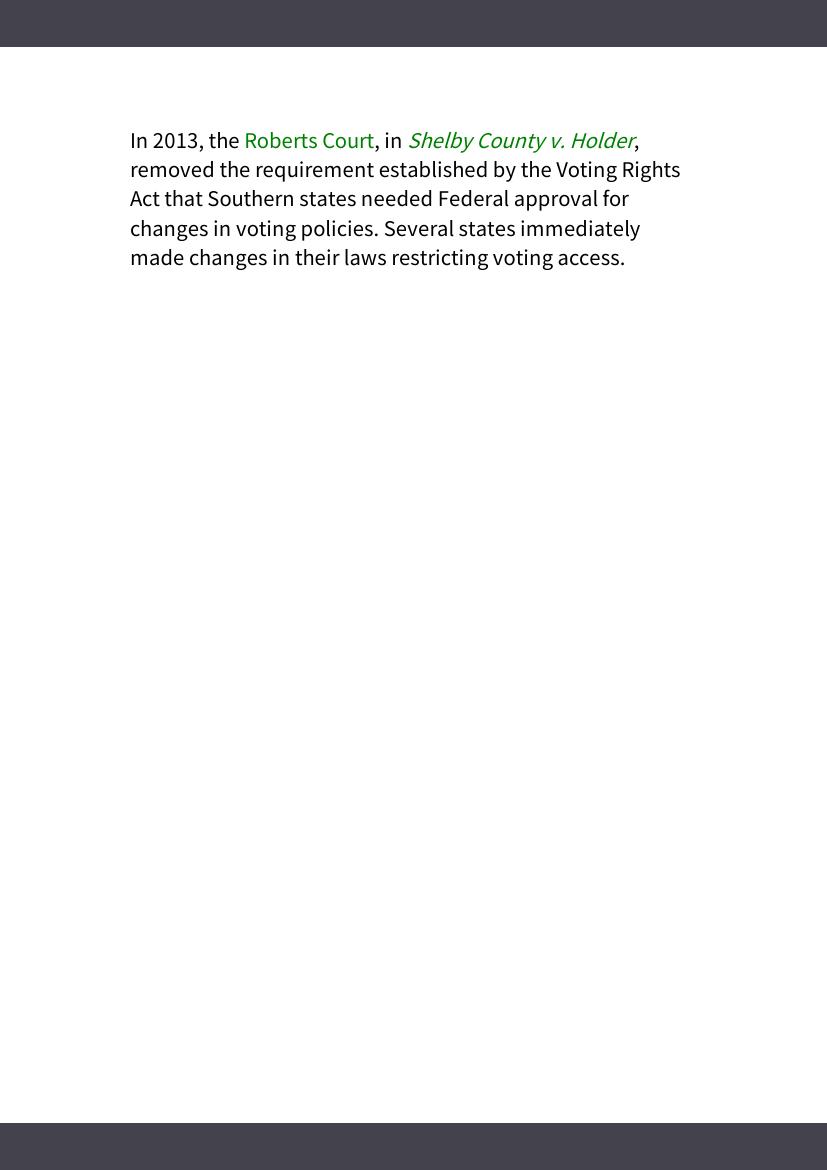 In 2013, the Roberts Court, in Shelby County v. Holder,
removed the requirement established by the Voting Rights
Act that Southern states needed Federal approval for
changes in voting policies. Several states immediately
made changes in their laws restricting voting access.